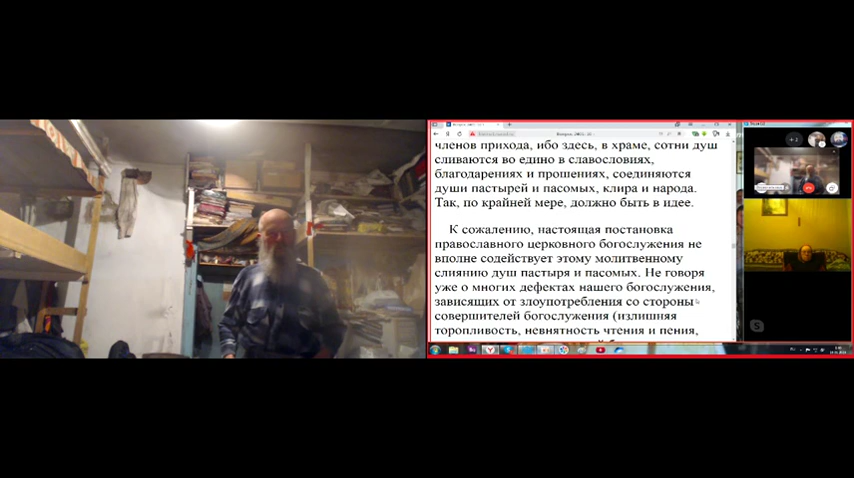 членов прихода, ибо здесь, в храме, сотни душ
сливаются во едино в славословиях,
благодарениях и прошениях, соединяются
души пастырей и пасомых, клира и народа.
Так, по крайней мере, должно быть в идее.
К сожалению, настоящая постановка
православного церковного богослужения не
вполне содействует этому молитвенному
слиянию душ пастыря и пасомых. Не говоря
уже о многих дефектах нашего богослужения,
зависящих от злоупотребления со стороны
совершителей богослужения (излишняя
торопливость, невнятность чтения и пения,